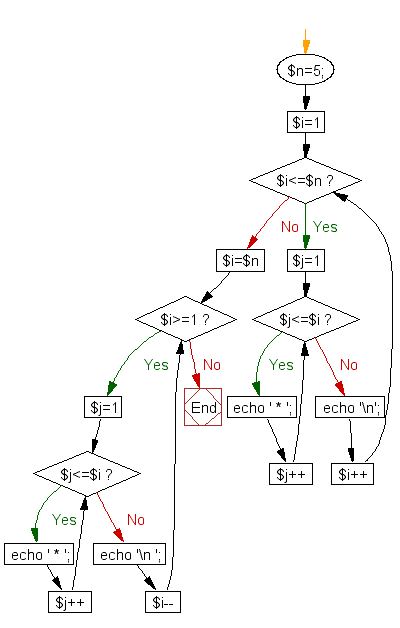 $n=5;
$i=1
$i<=$n ?
No
Yes
$i=$n
$j=1
$i>=1 ?
$j<=$i ?
Yes
No
Yes
No
$j=1
End
echo ' * ';
echo '\n';
$j<=$i ?
$j++
$i++
Yes
No
echo ' * ';
echo '\n ';
$j++
$i--